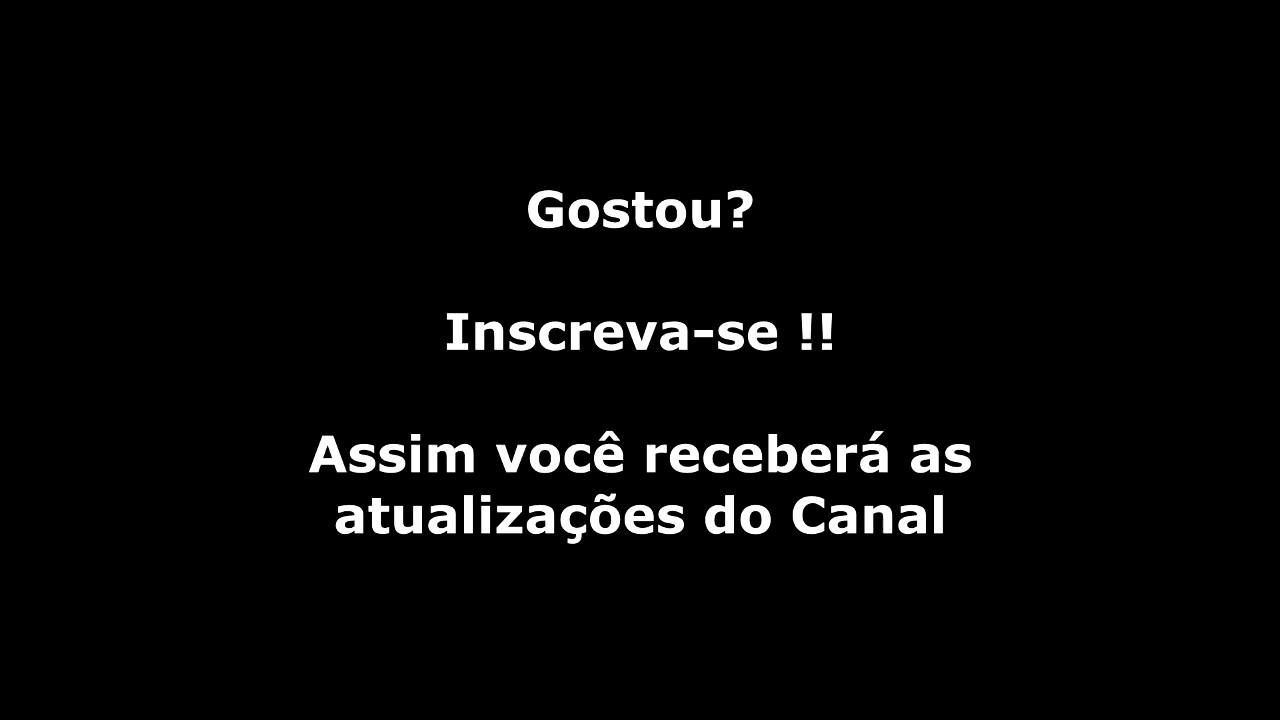 Gostou?
Inscreva-se !!
Assim você receberá as
atualizações do Canal